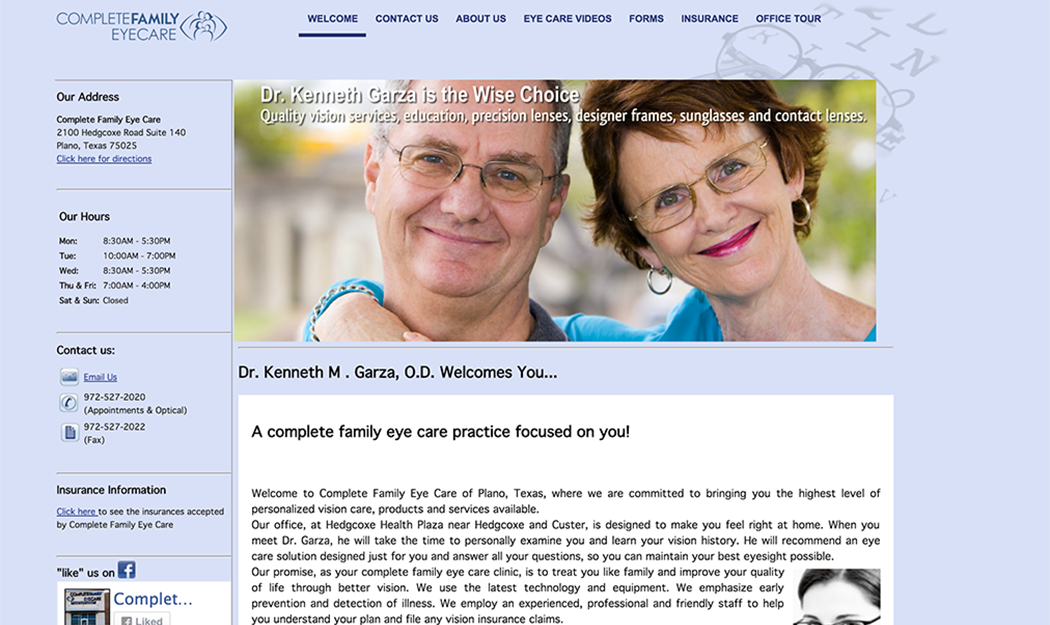 COMPLETEFAMILY
EYECARE
WELCOME CONTACT US ABOUT US EYE CARE VIDEOS FORMS INSURANCE OFFICE TOUR
Our Address
Complete Family Eye Care
2100 Hedgcoxe Road Suite 140
Plano, Texas 75025
Click here for directions
Our Hours
Mon: 8:30AM - 5:30PM
Tue: 10:00AM - 7:00PM
Wed: 8:30AM - 5:30PM
Thu & Fri: 7:00AM - 4:00PM
Sat & Sun: Closed
Contact us:
Email Us
972-527-2020
(Appointments & Optical)
972-527-2022
(Fax)
Insurance Information
Click here to see the insurances accepted
by Complete Family Eye Care
"like" us on f
Complet...
Liked
Dr. Kenneth Garza is the Wise Choice
Quality vision services, education, precision lenses, designer frames, sunglasses and contact lenses.
Dr. Kenneth M . Garza, O.D. Welcomes You...
A complete family eye care practice focused on you!
Welcome to Complete Family Eye Care of Plano, Texas, where we are committed to bringing you the highest level of
personalized vision care, products and services available.
Our office, at Hedgcoxe Health Plaza near Hedgcoxe and Custer, is designed to make you feel right at home. When you
meet Dr. Garza, he will take the time to personally examine you and learn your vision history. He will recommend an eye
care solution designed just for you and answer all your questions, so you can maintain your best eyesight possible.
Our promise, as your complete family eye care clinic, is to treat you like family and improve your quality
of life through better vision. We use the latest technology and equipment. We emphasize early
prevention and detection of illness. We employ an experienced, professional and friendly staff to help
you understand your plan and file any vision insurance claims.